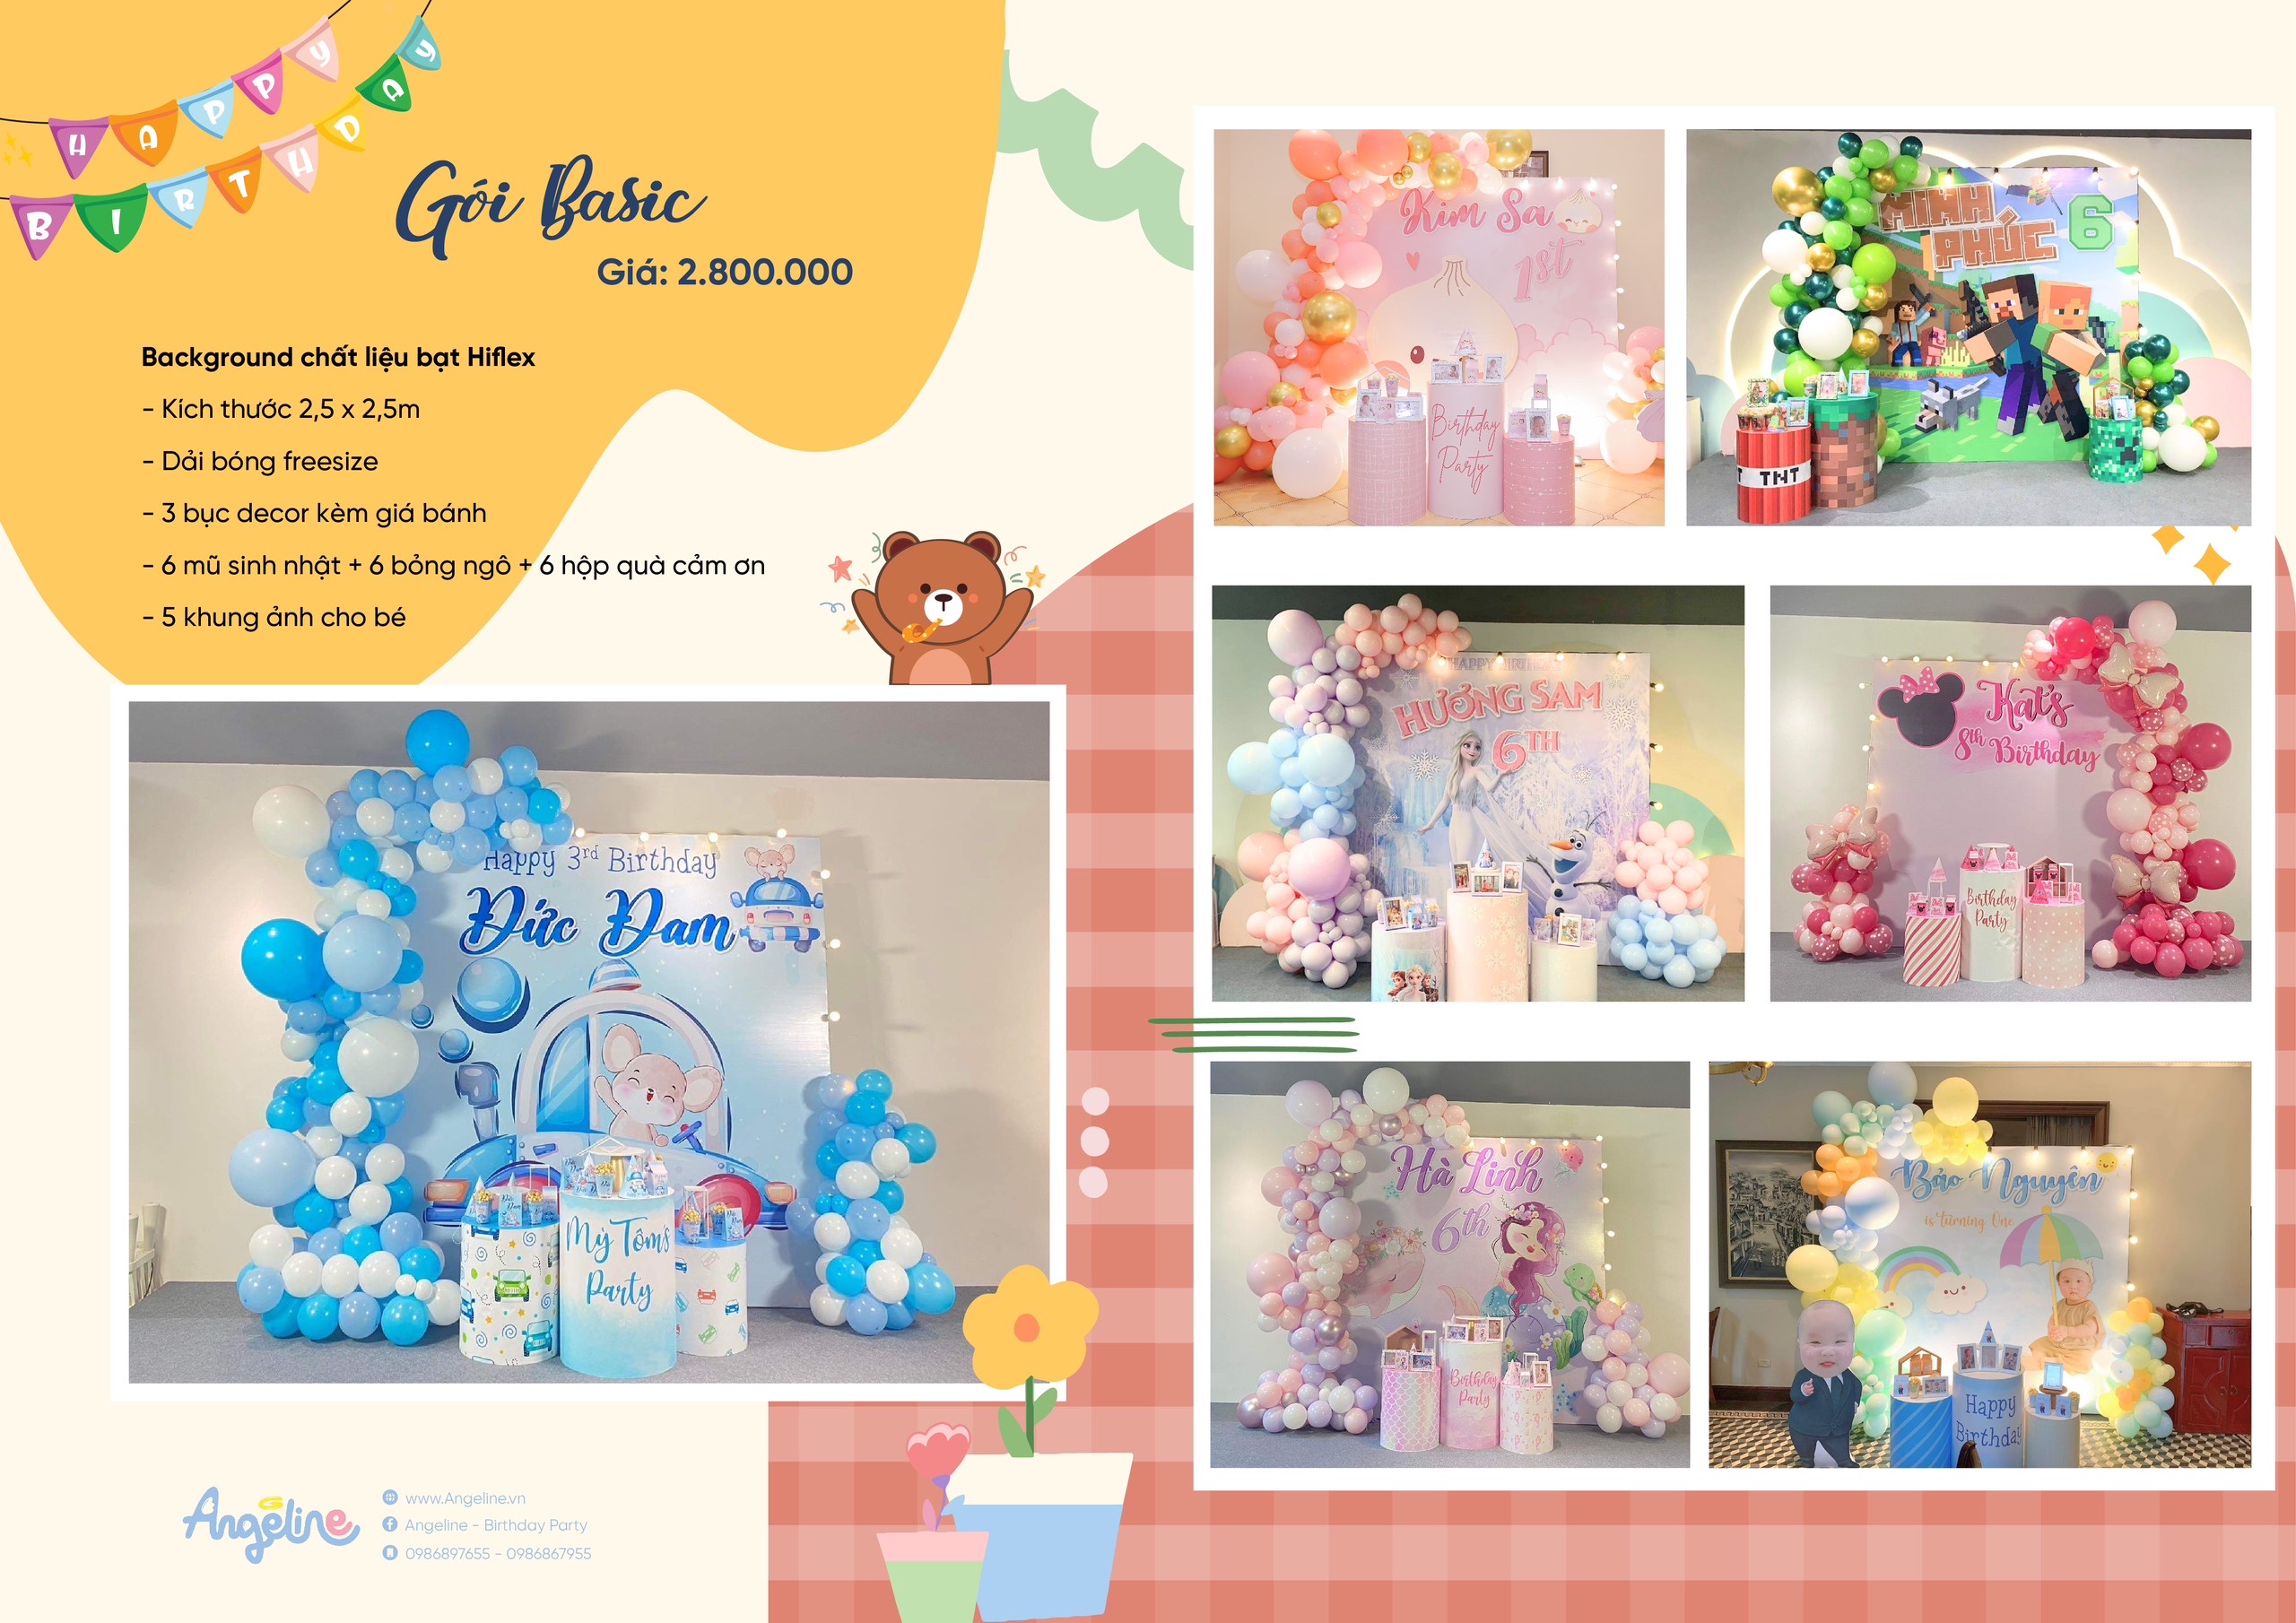 HAPPY
BIRTHDAY
Gói Basic
Giá: 2.800.000
Background chất liệu bạt Hiflex
- Kích thước 2,5 x 2,5m
- Dải bóng freesize
- 3 bục decor kèm giá bánh
- 6 mũ sinh nhật + 6 bỏng ngô + 6 hộp quà cảm ơn
- 5 khung ảnh cho bé
Happy 3rd Birthday
Đức Đam
My Tôm's
Party
Kim Sa
1st
Birthday
Party
MINH
PHÚC
6
TNT
HAPPY
HƯƠNG SAM
6TH
Kat's
8th Birthday
Birthday
Party
Hà Linh
6th
Birthday
Party
Bảo Nguyên
is turning One
Happy
Birthday
Angeline
www.Angeline.vn
Angeline - Birthday Party
0986897655 - 0986867955